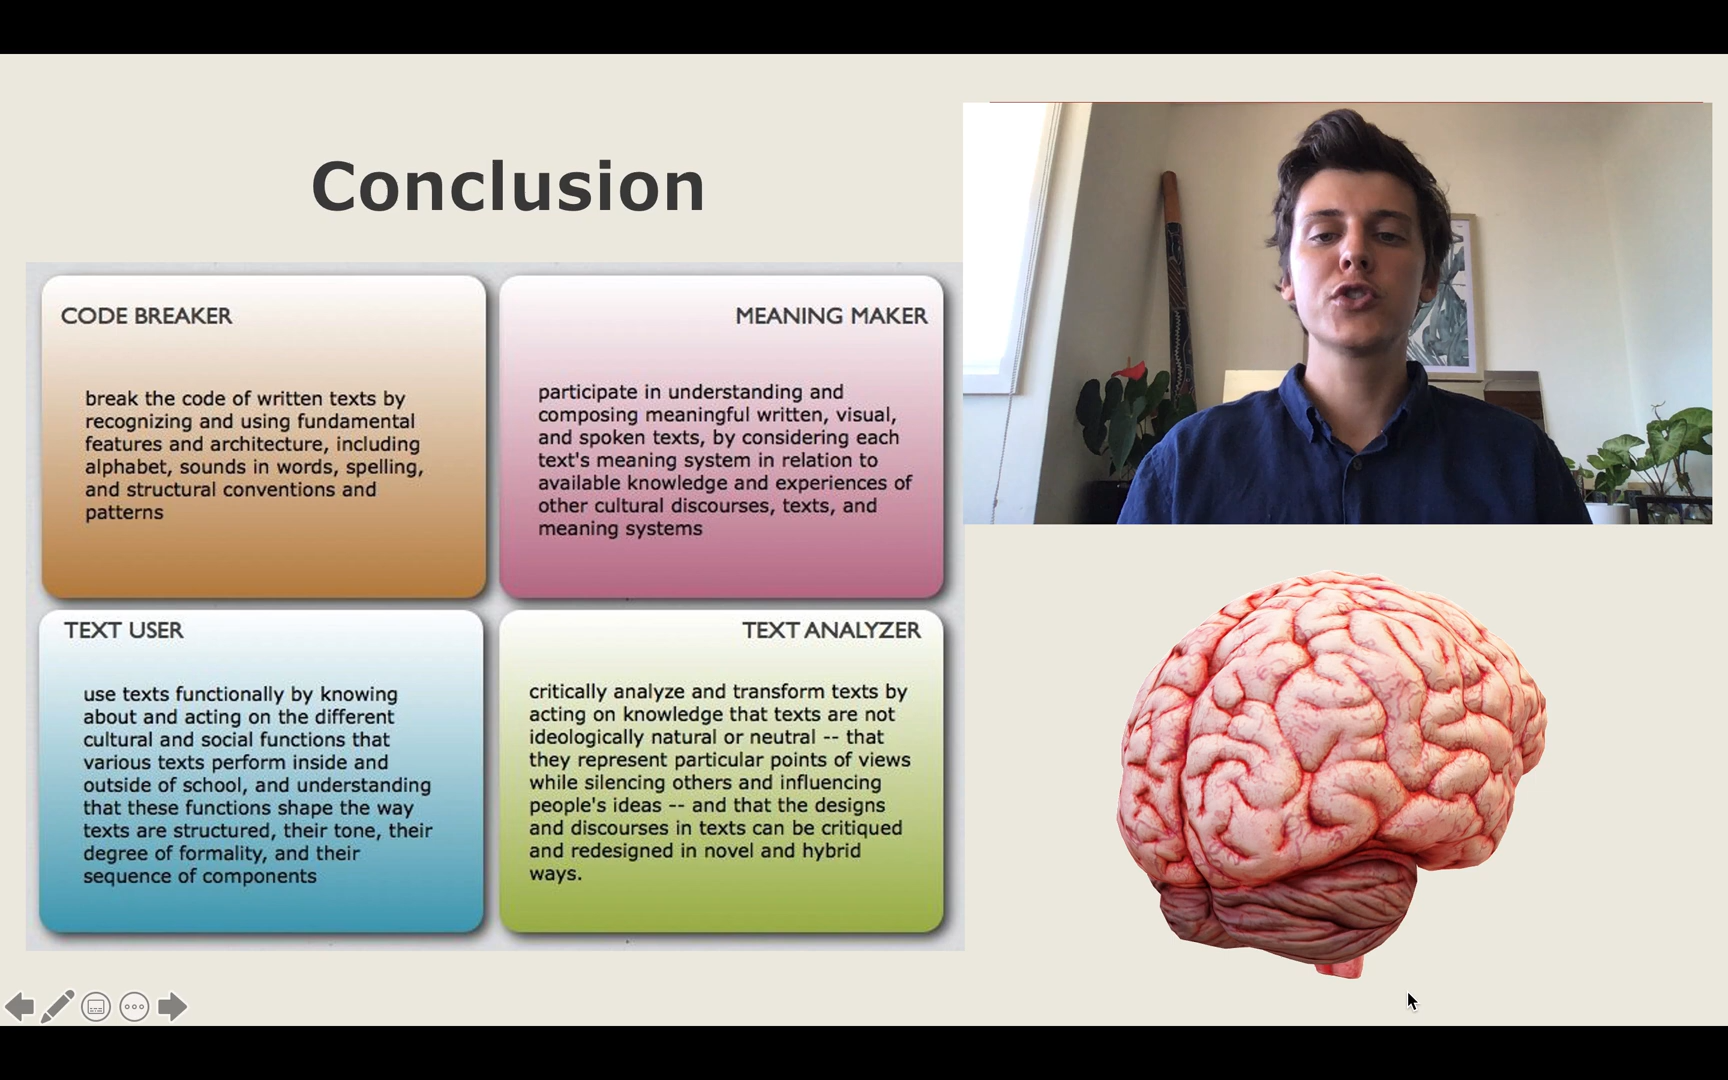 Conclusion
CODE BREAKER
break the code of written texts by
recognizing and using fundamental
features and architecture, including
alphabet, sounds in words, spelling,
and structural conventions and
patterns
MEANING MAKER
participate in understanding and
composing meaningful written, visual,
and spoken texts, by considering each
text's meaning system in relation to
available knowledge and experiences of
other cultural discourses, texts, and
meaning systems
TEXT USER
use texts functionally by knowing
about and acting on the different
cultural and social functions that
various texts perform inside and
outside of school, and understanding
that these functions shape the way
texts are structured, their tone, their
degree of formality, and their
sequence of components
TEXT ANALYZER
critically analyze and transform texts by
acting on knowledge that texts are not
ideologically natural or neutral -- that
they represent particular points of views
while silencing others and influencing
people's ideas -- and that the designs
and discourses in texts can be critiqued
and redesigned in novel and hybrid
ways.